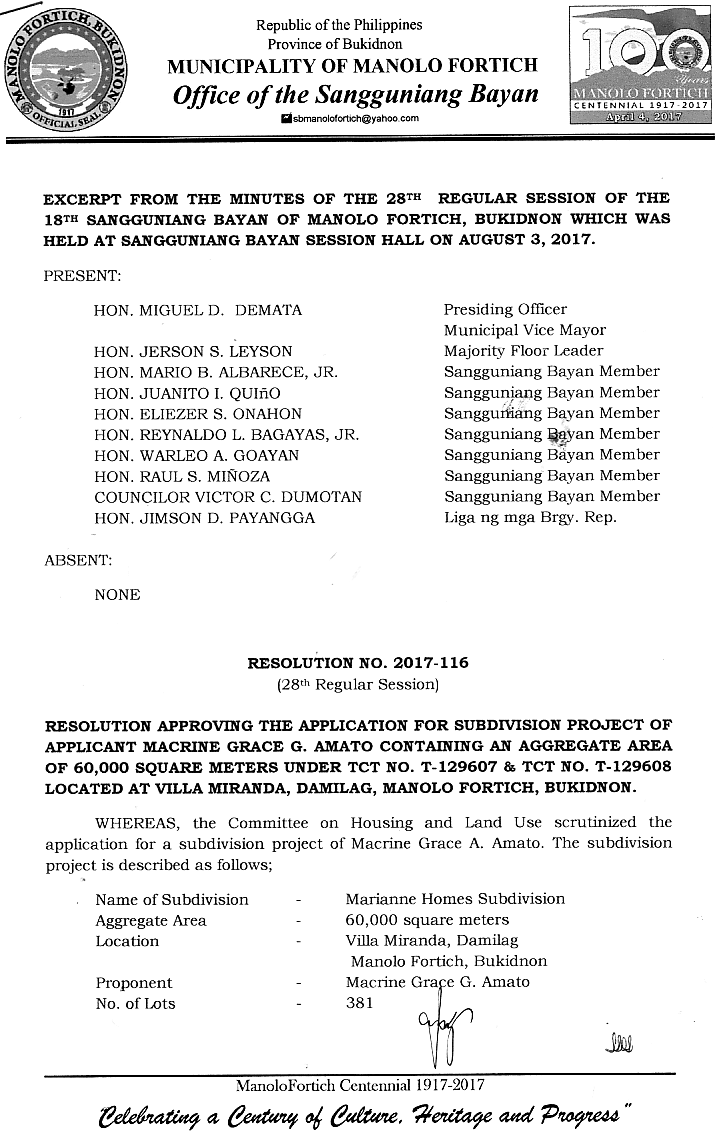 MANOLO FORTICH, BUKIDNON
1917
OFFICIAL SEAL
Republic of the Philippines
Province of Bukidnon
MUNICIPALITY OF MANOLO FORTICH
Office of the Sangguniang Bayan
sbmanolofortich@yahoo.com
100
Years
MANOLO FORTICH
CENTENNIAL 1917-2017
April 4, 2017
EXCERPT FROM THE MINUTES OF THE 28TH REGULAR SESSION OF THE
18TH SANGGUNIANG BAYAN OF MANOLO FORTICH, BUKIDNON WHICH WAS
HELD AT SANGGUNIANG BAYAN SESSION HALL ON AUGUST 3, 2017.
PRESENT:
HON. MIGUEL D. DEMATA Presiding Officer
Municipal Vice Mayor
HON. JERSON S. LEYSON Majority Floor Leader
HON. MARIO B. ALBARECE, JR. Sangguniang Bayan Member
HON. JUANITO I. QUIñO Sangguniang Bayan Member
HON. ELIEZER S. ONAHON Sangguniang Bayan Member
HON. REYNALDO L. BAGAYAS, JR. Sangguniang Bayan Member
HON. WARLEO A. GOAYAN Sangguniang Bayan Member
HON. RAUL S. MIÑOZA Sangguniang Bayan Member
COUNCILOR VICTOR C. DUMOTAN Sangguniang Bayan Member
HON. JIMSON D. PAYANGGA Liga ng mga Brgy. Rep.
ABSENT:
NONE
RESOLUTION NO. 2017-116
(28th Regular Session)
RESOLUTION APPROVING THE APPLICATION FOR SUBDIVISION PROJECT OF
APPLICANT MACRINE GRACE G. AMATO CONTAINING AN AGGREGATE AREA
OF 60,000 SQUARE METERS UNDER TCT NO. T-129607 & TCT NO. T-129608
LOCATED AT VILLA MIRANDA, DAMILAG, MANOLO FORTICH, BUKIDNON.
WHEREAS, the Committee on Housing and Land Use scrutinized the
application for a subdivision project of Macrine Grace A. Amato. The subdivision
project is described as follows;
Name of Subdivision - Marianne Homes Subdivision
Aggregate Area - 60,000 square meters
Location - Villa Miranda, Damilag
Manolo Fortich, Bukidnon
Proponent - Macrine Grace G. Amato
No. of Lots - 381
ManoloFortich Centennial 1917-2017
"Celebrating a Century of Culture, Heritage and Progress"